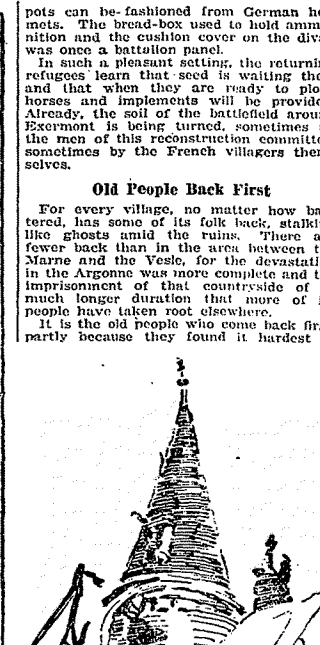 pots can be fashioned from German he
mets. The bread-box used to hold amm
nition and the cushion cover on the div
was once a battalion panel.
In such a pleasant setting, the returni
refugees learn that seed is waiting the
and that when they are ready to plo
horses and implements will be provide
Already, the soil of the battlefield arou
Exermont is being turned, sometimes
the men of this reconstruction committe
sometimes by the French villagers then
selves.
Old People Back First
For every village, no matter how ba
tered, has some of its folk back, stalki
like ghosts amid the ruins. There a
fewer back than in the area between t
Marne and the Vesle, for the devastati
in the Argonne was more complete and t
imprisonment of that countryside of
much longer duration that more of i
people have taken root elsewhere.
It is the old people who come back fir
partly because they found it hardest